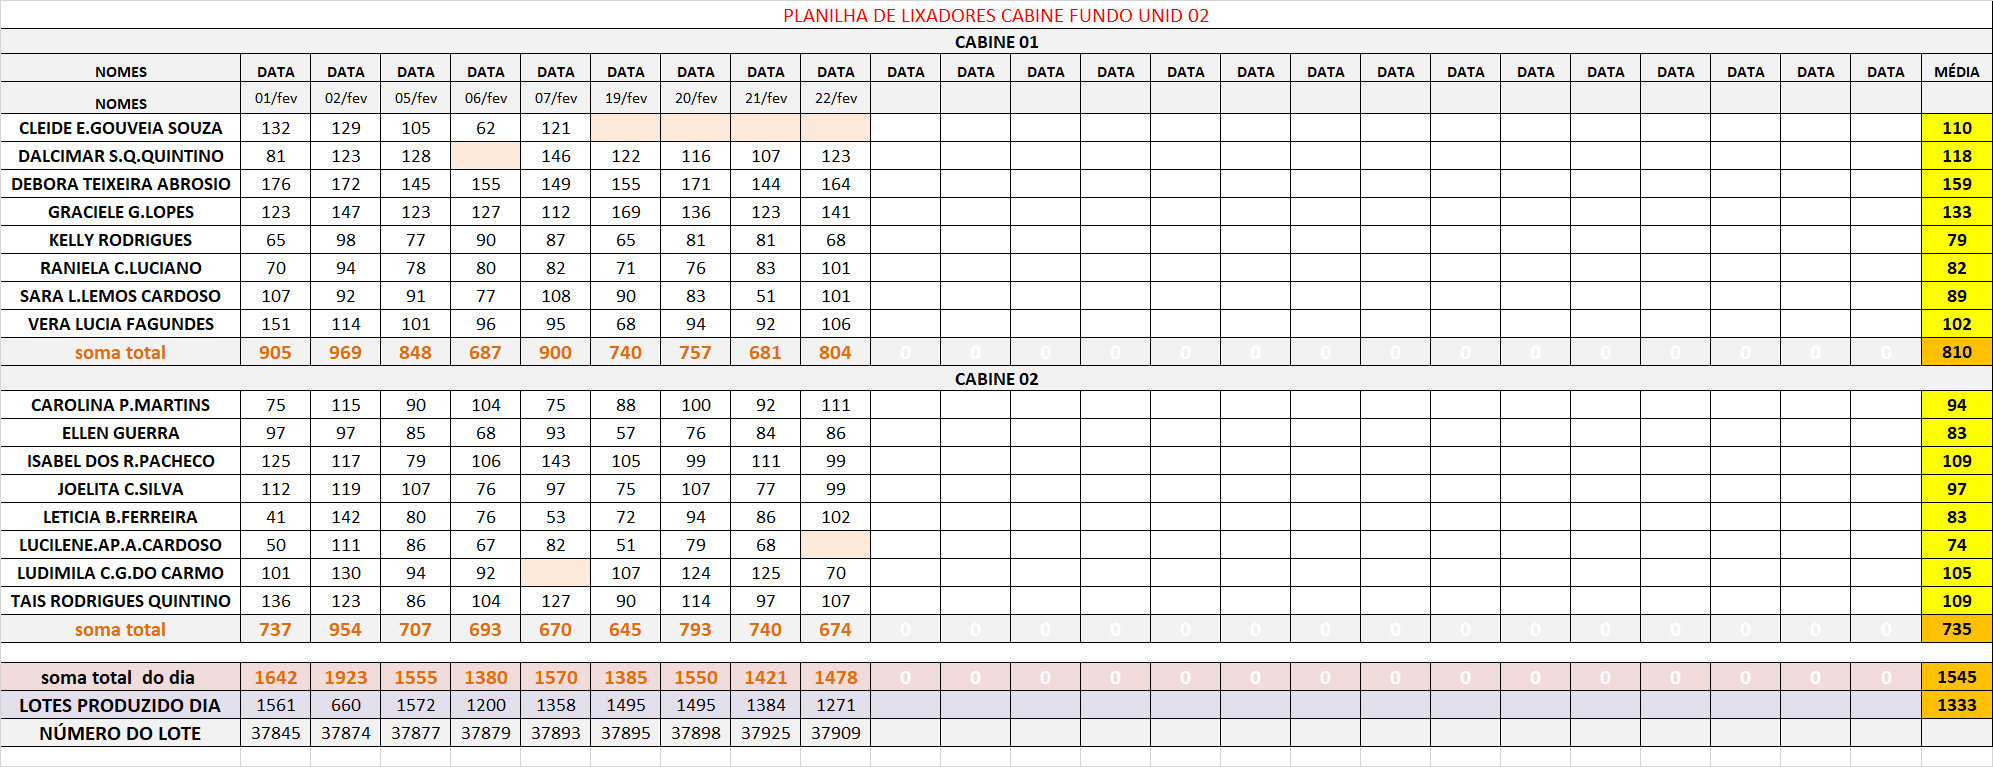 PLANILHA DE LIXADORES CABINE FUNDO UNID 02
CABINE 01
NOMES DATA DATA DATA DATA DATA DATA DATA DATA DATA DATA DATA DATA DATA DATA DATA DATA DATA DATA DATA DATA DATA DATA DATA DATA MÉDIA
NOMES 01/fev 02/fev 05/fev 06/fev 07/fev 19/fev 20/fev 21/fev 22/fev
CLEIDE E.GOUVEIA SOUZA 132 129 105 62 121 110
DALCIMAR S.Q.QUINTINO 81 123 128 146 122 116 107 123 118
DEBORA TEIXEIRA ABROSIO 176 172 145 155 149 155 171 144 164 159
GRACIELE G.LOPES 123 147 123 127 112 169 136 123 141 133
KELLY RODRIGUES 65 98 77 90 87 65 81 81 68 79
RANIELA C.LUCIANO 70 94 78 80 82 71 76 83 101 82
SARA L.LEMOS CARDOSO 107 92 91 77 108 90 83 51 101 89
VERA LUCIA FAGUNDES 151 114 101 96 95 68 94 92 106 102
soma total 905 969 848 687 900 740 757 681 804 0 0 0 0 0 0 0 0 0 0 0 0 0 0 0 810
CABINE 02
CAROLINA P.MARTINS 75 115 90 104 75 88 100 92 111 94
ELLEN GUERRA 97 97 85 68 93 57 76 84 86 83
ISABEL DOS R.PACHECO 125 117 79 106 143 105 99 111 99 109
JOELITA C.SILVA 112 119 107 76 97 75 107 77 99 97
LETICIA B.FERREIRA 41 142 80 76 53 72 94 86 102 83
LUCILENE.AP.A.CARDOSO 50 111 86 67 82 51 79 68 74
LUDIMILA C.G.DO CARMO 101 130 94 92 107 124 125 70 105
TAIS RODRIGUES QUINTINO 136 123 86 104 127 90 114 97 107 109
soma total 737 954 707 693 670 645 793 740 674 0 0 0 0 0 0 0 0 0 0 0 0 0 0 0 735
soma total do dia 1642 1923 1555 1380 1570 1385 1550 1421 1478 0 0 0 0 0 0 0 0 0 0 0 0 0 0 0 1545
LOTES PRODUZIDO DIA 1561 660 1572 1200 1358 1495 1495 1384 1271 1333
NÚMERO DO LOTE 37845 37874 37877 37879 37893 37895 37898 37925 37909